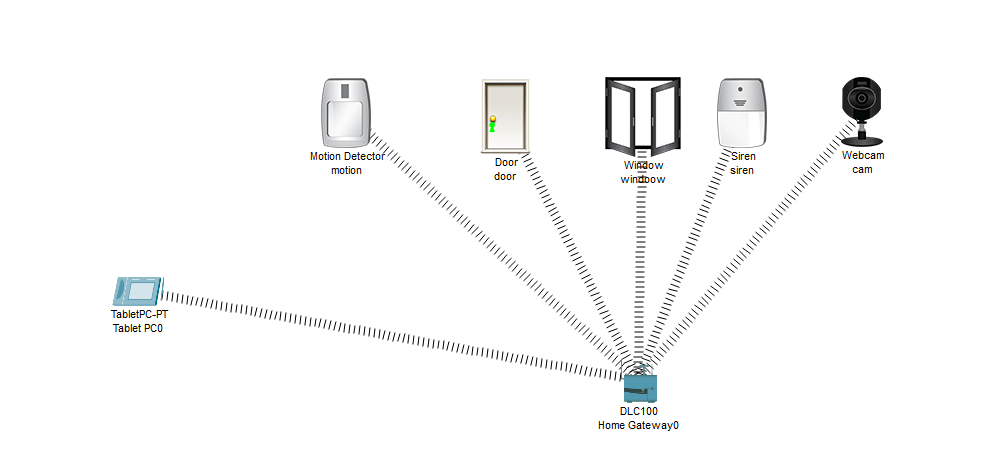 Motion Detector
motion
Door
door
Window
windoow
Siren
siren
Webcam
cam
TabletPC-PT
Tablet PC0
DLC100
Home Gateway0